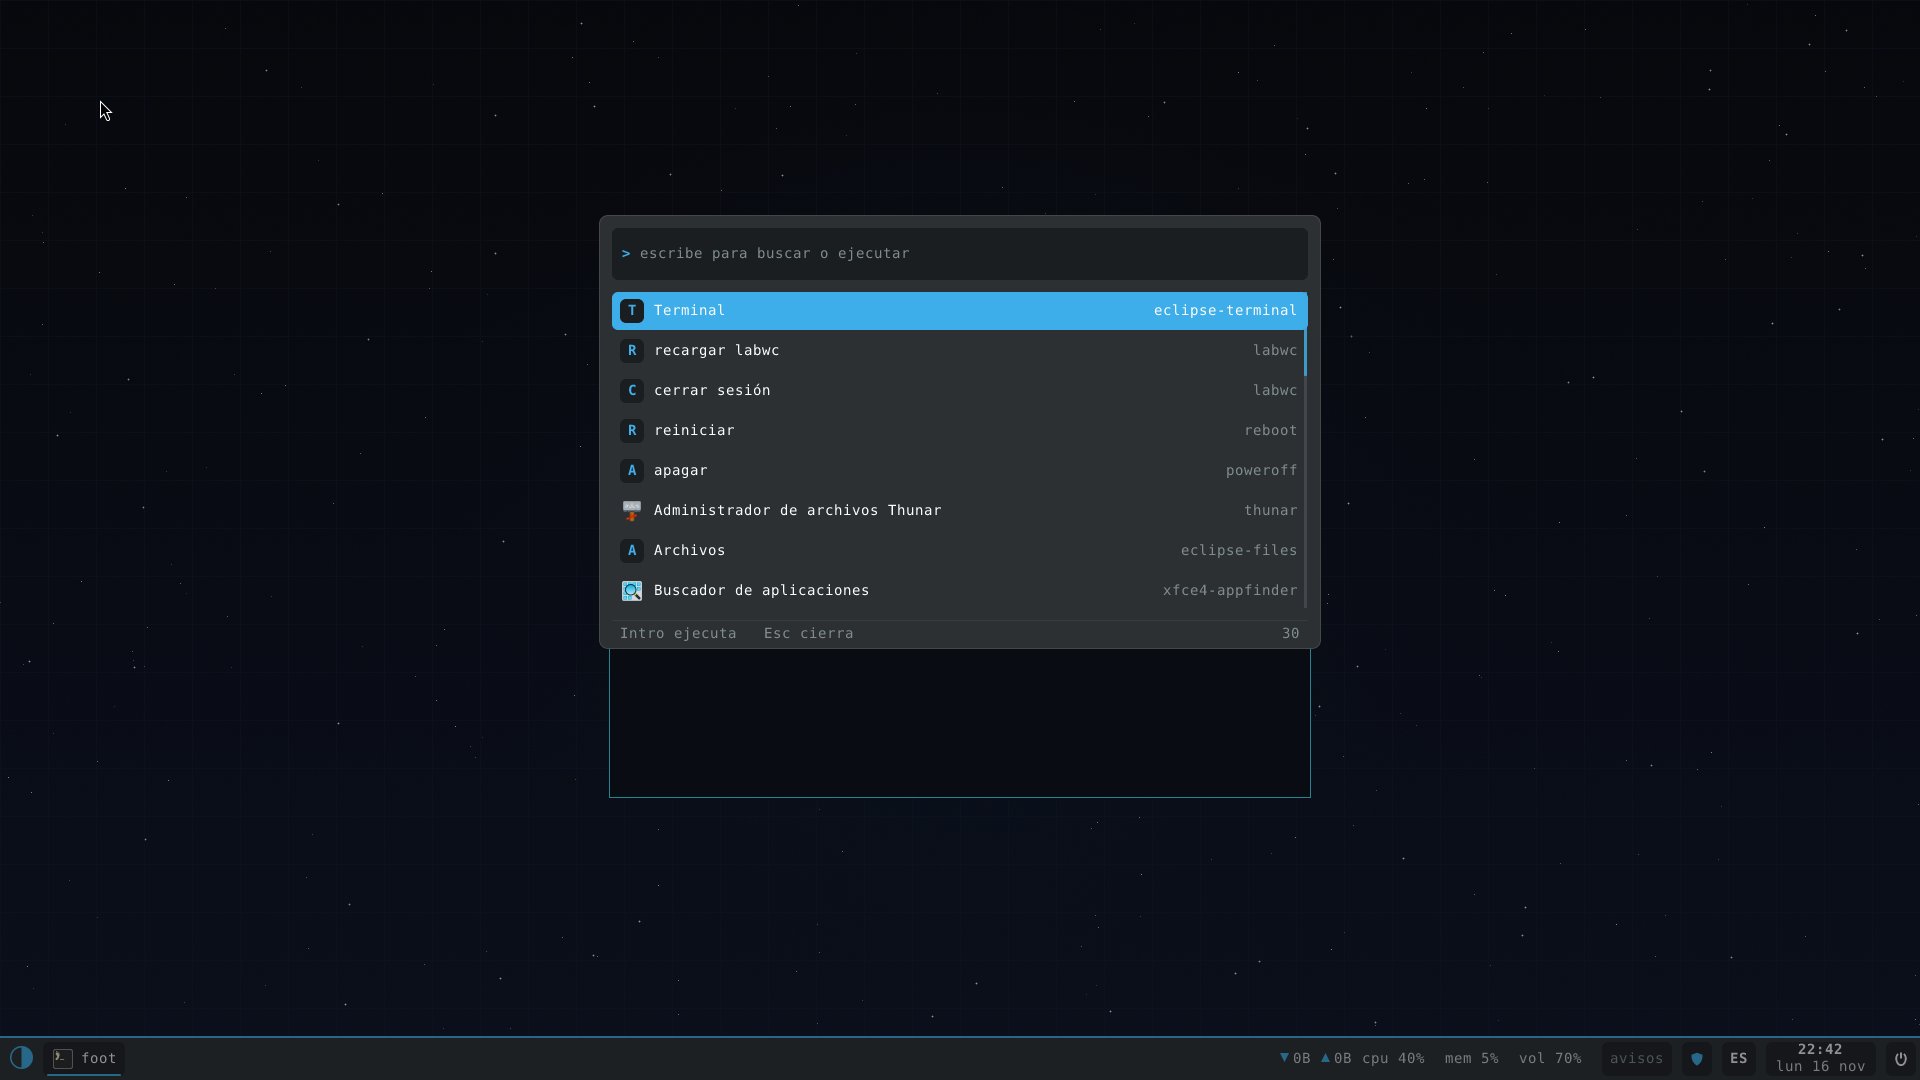 > escribe para buscar o ejecutar
T Terminal eclipse-terminal
R recargar labwc labwc
C cerrar sesión labwc
R reiniciar reboot
A apagar poweroff
Administrador de archivos Thunar thunar
A Archivos eclipse-files
Buscador de aplicaciones xfce4-appfinder
Intro ejecuta Esc cierra 30
foot ▼0B ▲0B cpu 40% mem 5% vol 70% avisos ES 22:42
lun 16 nov